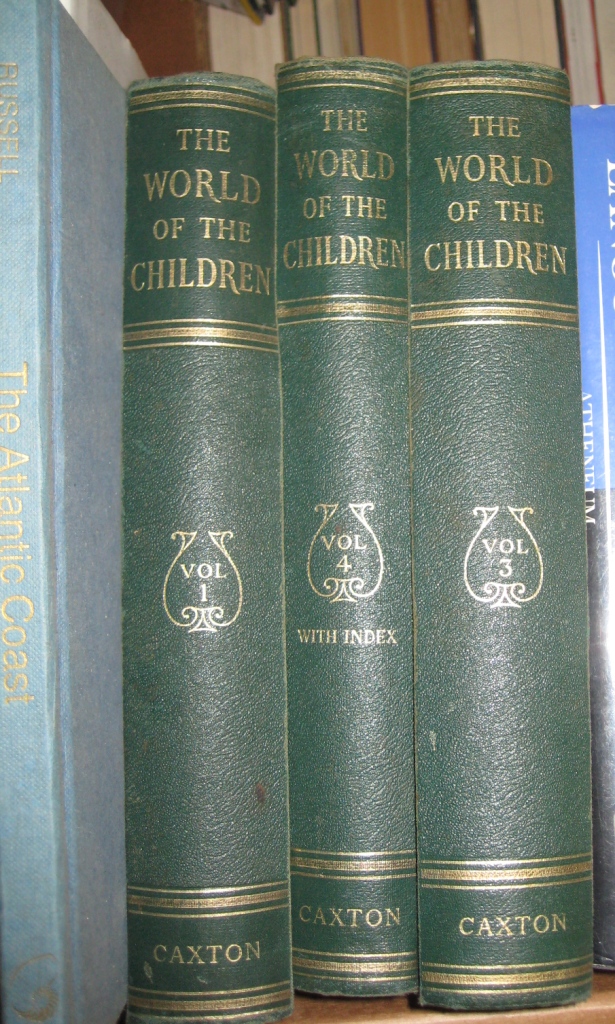 RUSSELL
The Atlantic Coast
THE
WORLD
OF THE
CHILDREN
VOL
1
CAXTON
THE
WORLD
OF THE
CHILDREN
VOL
4
WITH INDEX
CAXTON
THE
WORLD
OF THE
CHILDREN
VOL
3
CAXTON
ATHENEUM